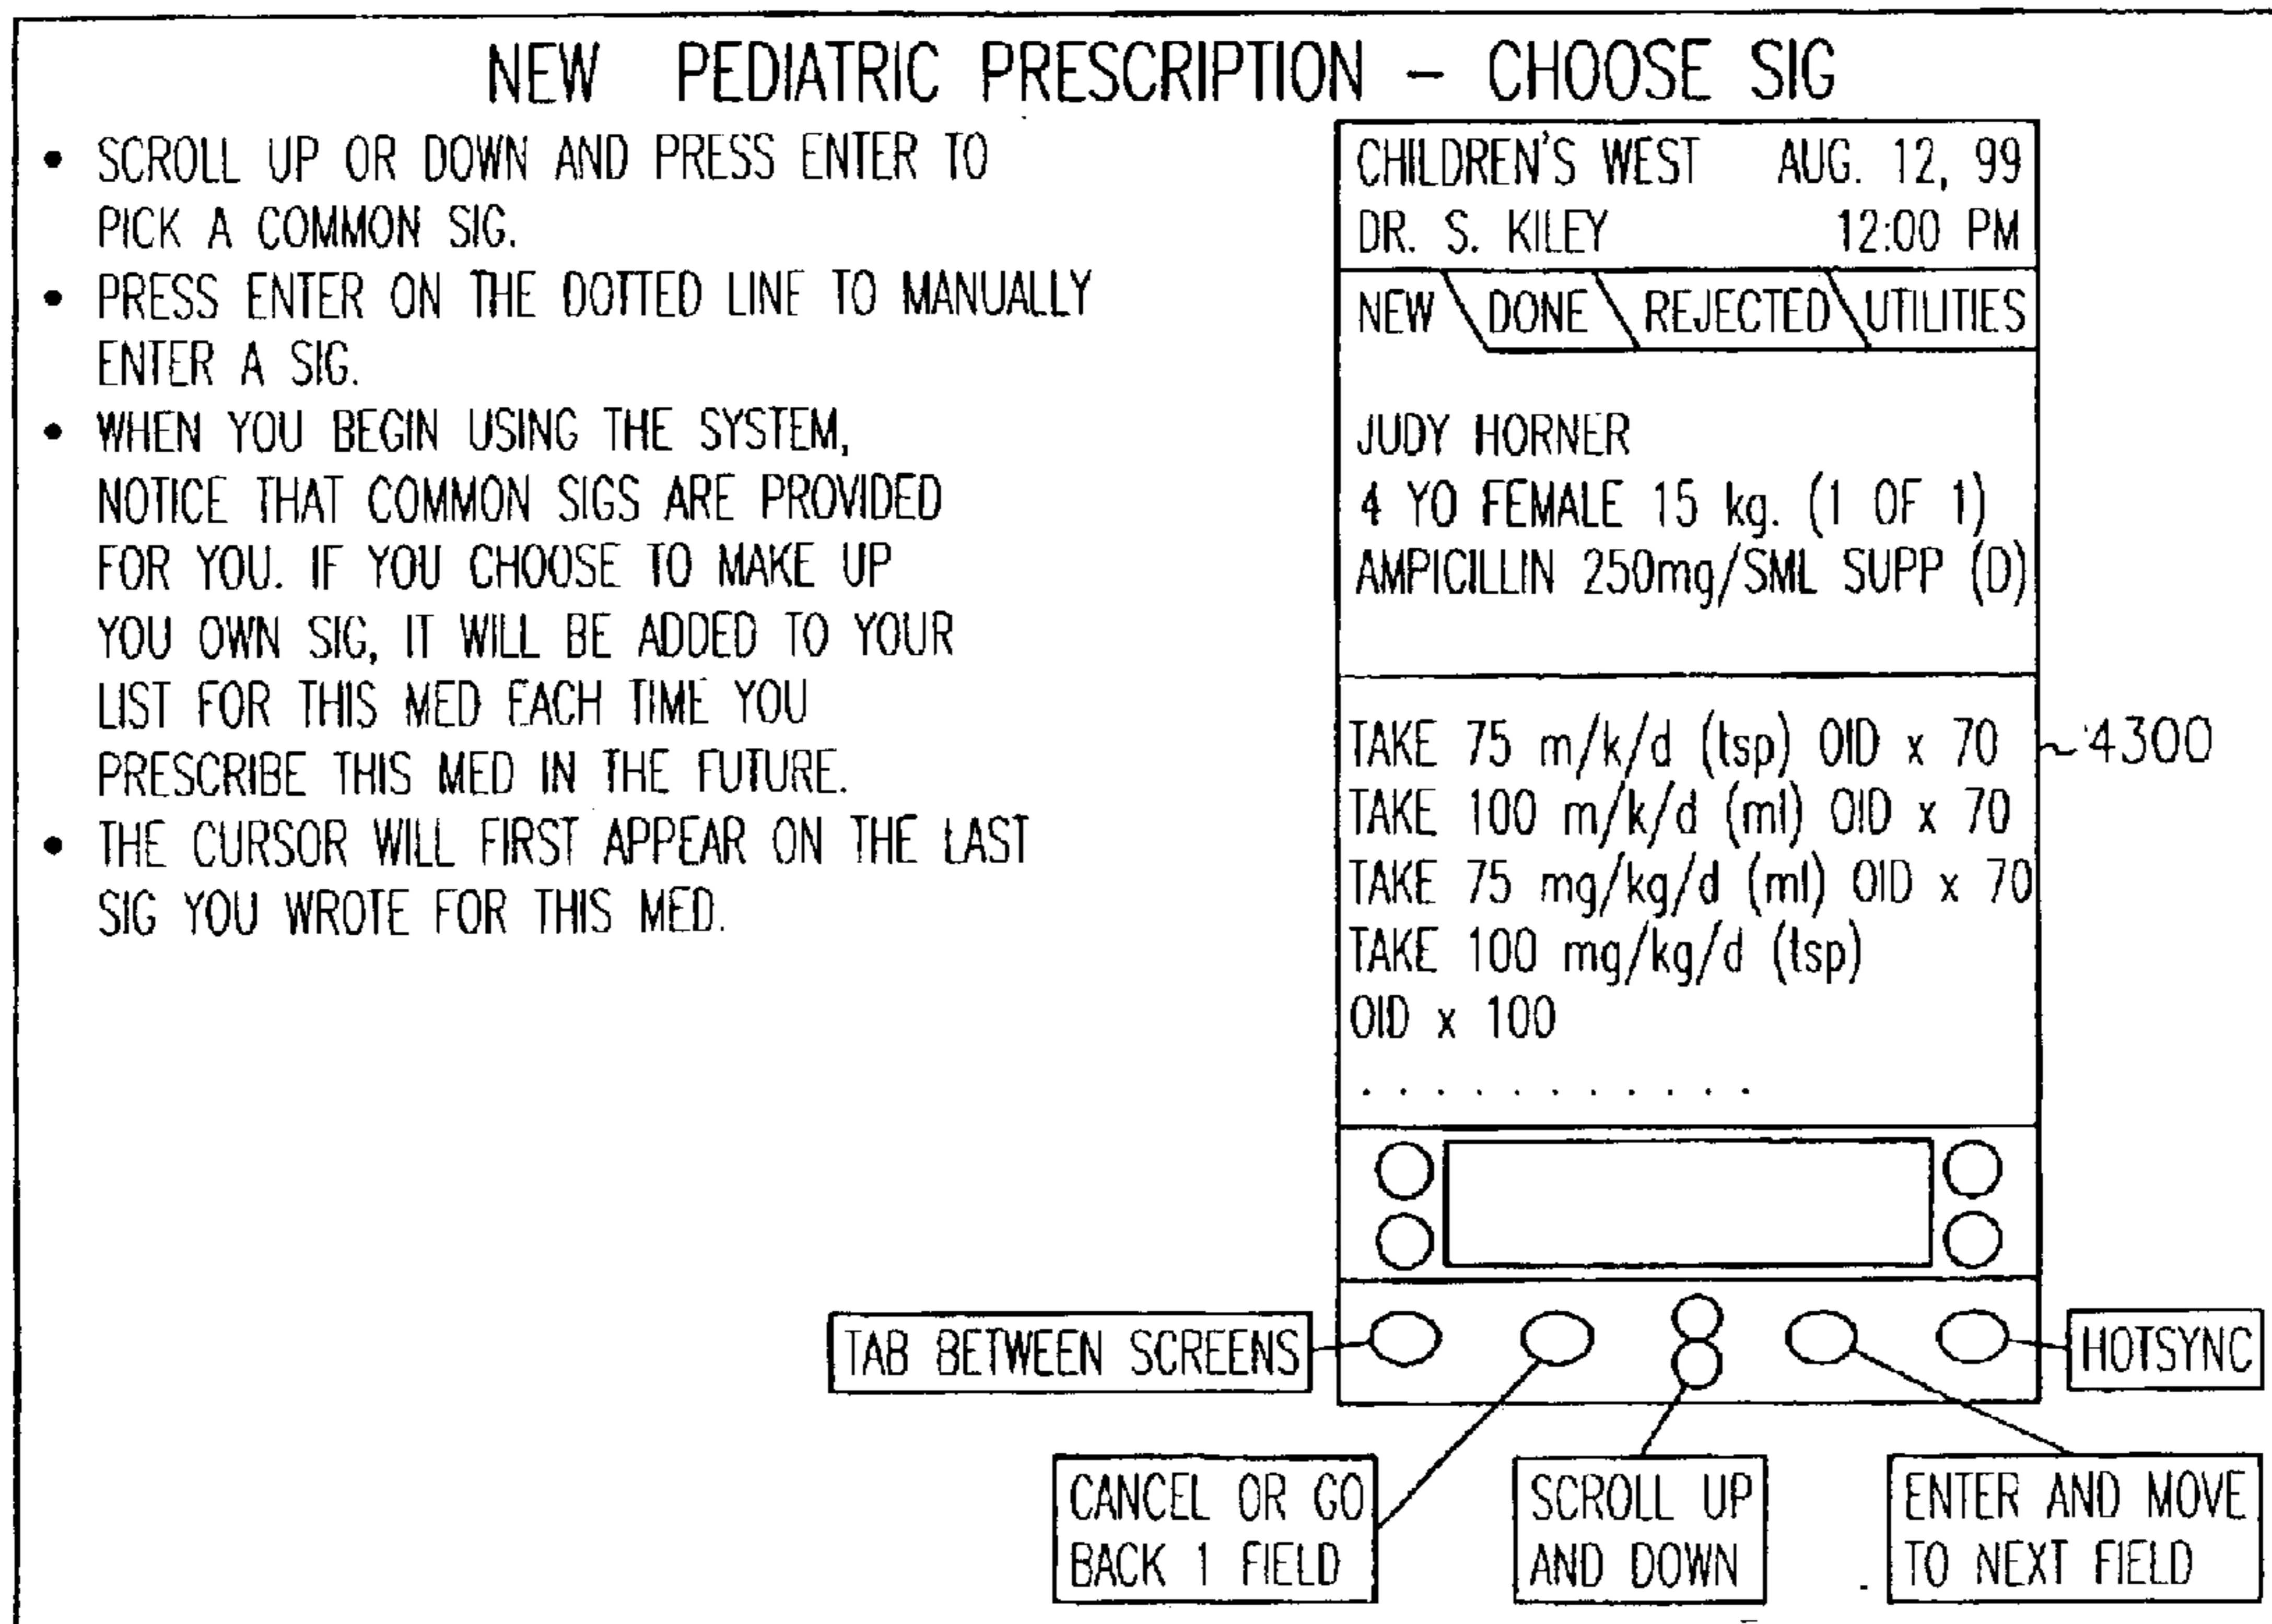 NEW PEDIATRIC PRESCRIPTION – CHOOSE SIG
• SCROLL UP OR DOWN AND PRESS ENTER TO
PICK A COMMON SIG.
• PRESS ENTER ON THE DOTTED LINE TO MANUALLY
ENTER A SIG.
• WHEN YOU BEGIN USING THE SYSTEM,
NOTICE THAT COMMON SIGS ARE PROVIDED
FOR YOU. IF YOU CHOOSE TO MAKE UP
YOU OWN SIG, IT WILL BE ADDED TO YOUR
LIST FOR THIS MED EACH TIME YOU
PRESCRIBE THIS MED IN THE FUTURE.
• THE CURSOR WILL FIRST APPEAR ON THE LAST
SIG YOU WROTE FOR THIS MED.
CHILDREN'S WEST AUG. 12, 99
DR. S. KILEY 12:00 PM
NEW DONE REJECTED UTILITIES
JUDY HORNER
4 YO FEMALE 15 kg. (1 OF 1)
AMPICILLIN 250mg/SML SUPP (D)
TAKE 75 m/k/d (tsp) OID x 70
4300
TAKE 100 m/k/d (ml) OID x 70
TAKE 75 mg/kg/d (ml) OID x 70
TAKE 100 mg/kg/d (tsp)
OID x 100
. . . . . . . . . . .
TAB BETWEEN SCREENS
HOTSYNC
CANCEL OR GO
BACK 1 FIELD
SCROLL UP
AND DOWN
ENTER AND MOVE
TO NEXT FIELD